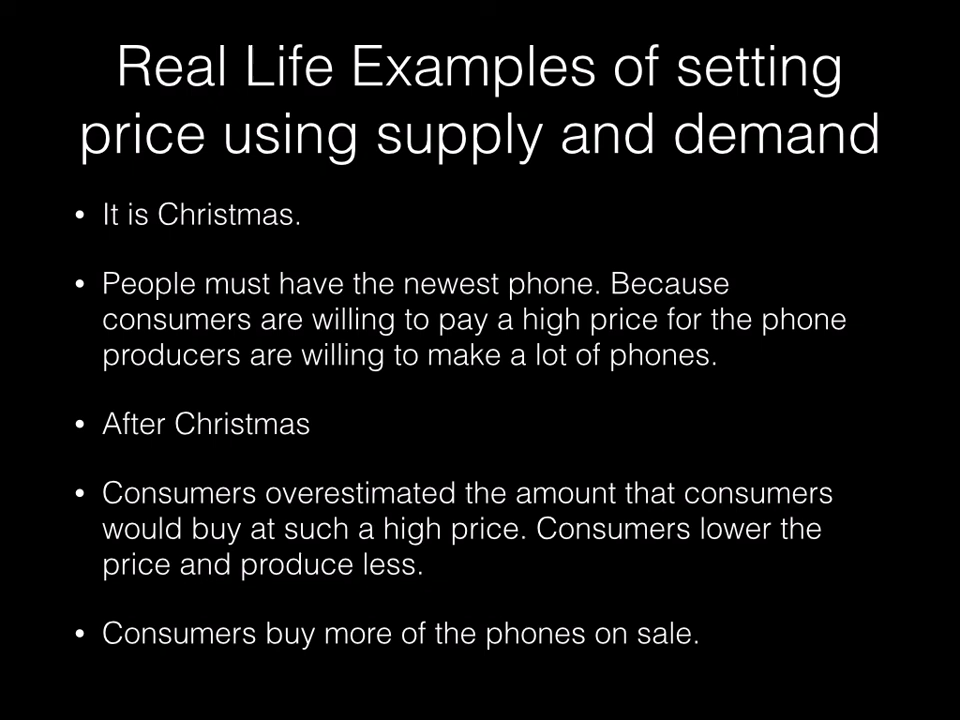 Real Life Examples of setting
price using supply and demand
• It is Christmas.
• People must have the newest phone. Because
consumers are willing to pay a high price for the phone
producers are willing to make a lot of phones.
• After Christmas
• Consumers overestimated the amount that consumers
would buy at such a high price. Consumers lower the
price and produce less.
• Consumers buy more of the phones on sale.